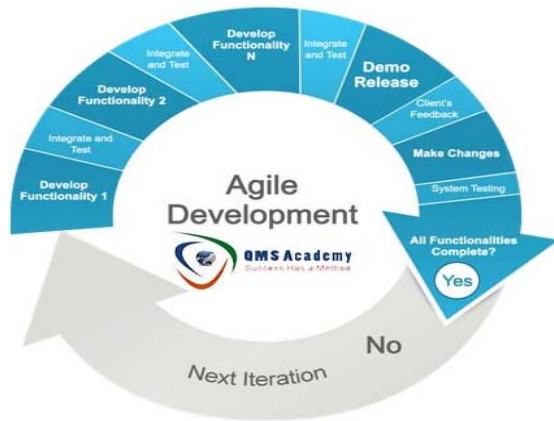 Develop
Functionality 1
Integrate and
Test
Develop
Functionality 2
Integrate
and Test
Develop
Functionality
N
Integrate
and Test
Demo
Release
Client's
Feedback
Make Changes
System Testing
All Functionalities
Complete?
Yes
No
Next Iteration
Agile
Development
QMS Academy
Success Has a Method